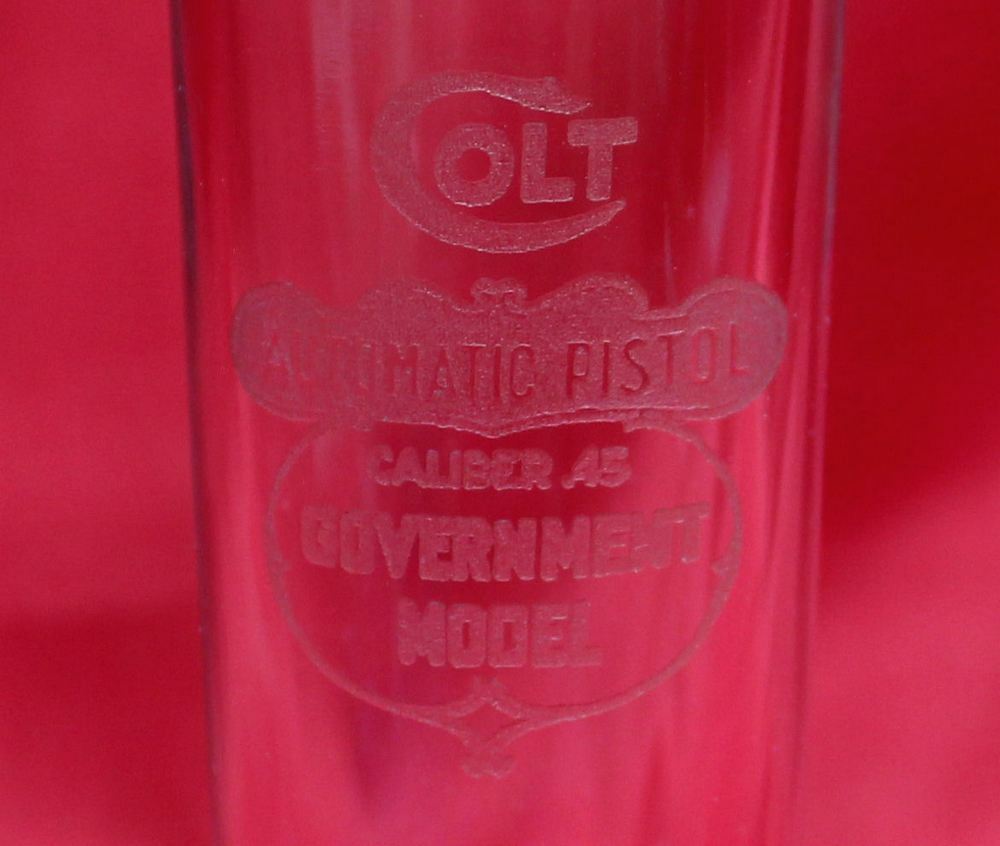 COLT
AUTOMATIC PISTOL
CALIBER .45
GOVERNMENT
MODEL